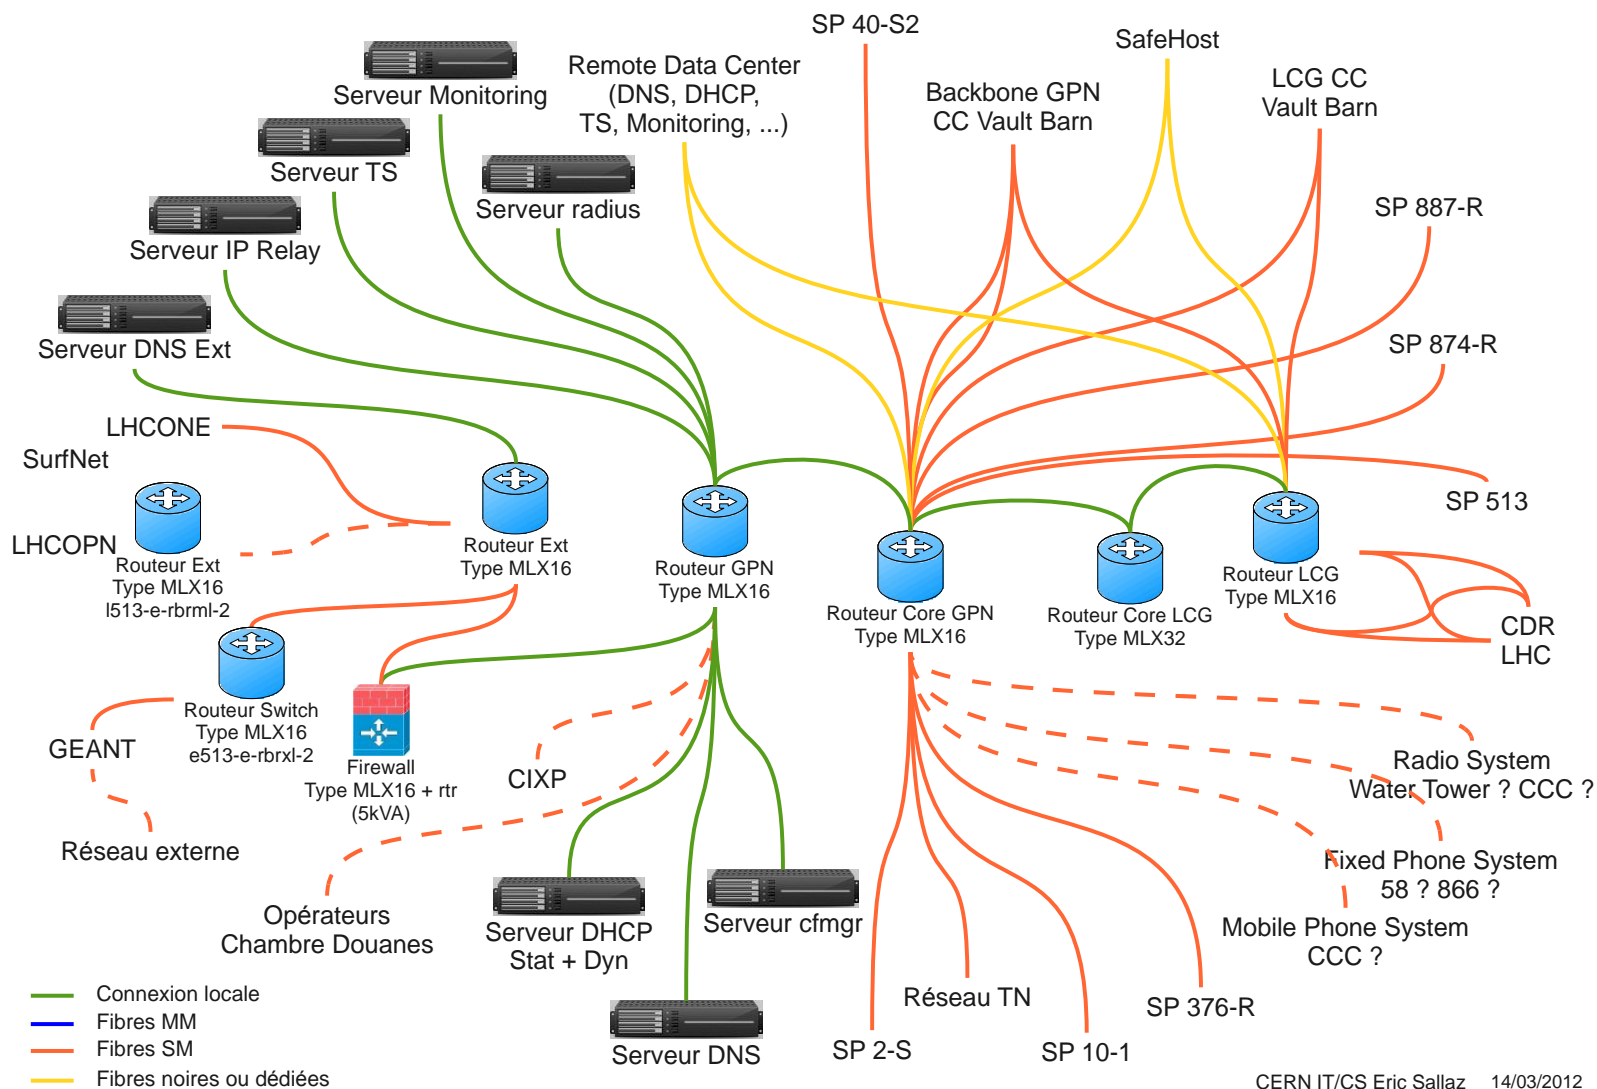 SP 40-S2
SafeHost
Remote Data Center
(DNS, DHCP,
TS, Monitoring, ...)
Backbone GPN
CC Vault Barn
LCG CC
Vault Barn
Serveur Monitoring
Serveur TS
Serveur radius
SP 887-R
Serveur IP Relay
Serveur DNS Ext
SP 874-R
LHCONE
SurfNet
LHCOPN
SP 513
Routeur Ext
Type MLX16
l513-e-rbrml-2
Routeur Ext
Type MLX16
Routeur GPN
Type MLX16
Routeur Core GPN
Type MLX16
Routeur Core LCG
Type MLX32
Routeur LCG
Type MLX16
CDR
LHC
Routeur Switch
Type MLX16
e513-e-rbrxl-2
GEANT
Réseau externe
Firewall
Type MLX16 + rtr
(5kVA)
CIXP
Radio System
Water Tower ? CCC ?
Fixed Phone System
58 ? 866 ?
Mobile Phone System
CCC ?
Opérateurs
Chambre Douanes
Serveur DHCP
Stat + Dyn
Serveur cfmgr
Serveur DNS
SP 2-S
Réseau TN
SP 10-1
SP 376-R
Connexion locale
Fibres MM
Fibres SM
Fibres noires ou dédiées
CERN IT/CS Eric Sallaz 14/03/2012